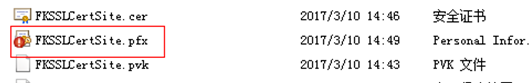 FKSSLCertSite.cer 2017/3/10 14:46 安全证书
FKSSLCertSite.pfx 2017/3/10 14:49 Personal Infor.
FKSSLCertSite.pvk 2017/3/10 14:44 PVK 文件